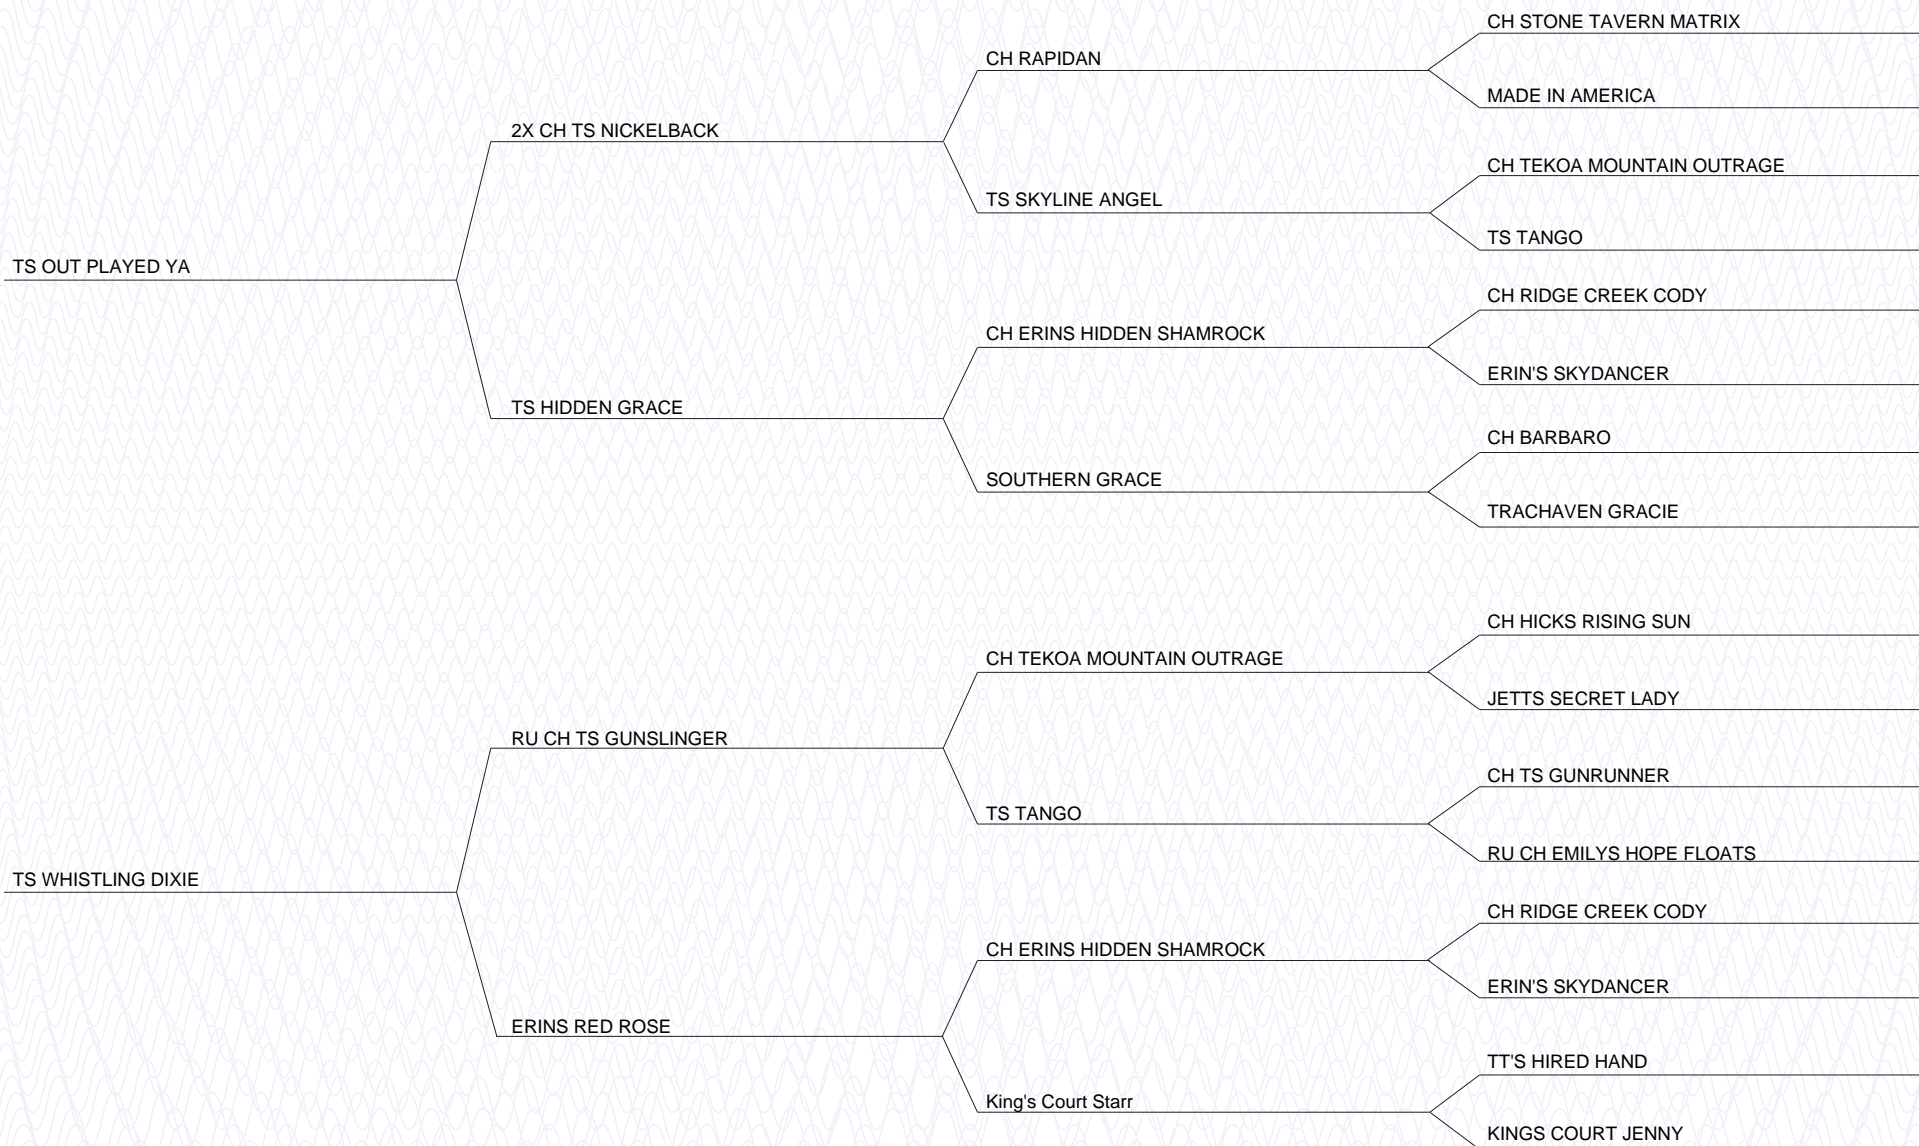 CH STONE TAVERN MATRIX
CH RAPIDAN
MADE IN AMERICA
2X CH TS NICKELBACK
CH TEKOA MOUNTAIN OUTRAGE
TS SKYLINE ANGEL
TS TANGO
TS OUT PLAYED YA
CH RIDGE CREEK CODY
CH ERINS HIDDEN SHAMROCK
ERIN'S SKYDANCER
TS HIDDEN GRACE
CH BARBARO
SOUTHERN GRACE
TRACHAVEN GRACIE
CH HICKS RISING SUN
CH TEKOA MOUNTAIN OUTRAGE
JETTS SECRET LADY
RU CH TS GUNSLINGER
CH TS GUNRUNNER
TS TANGO
RU CH EMILYS HOPE FLOATS
TS WHISTLING DIXIE
CH RIDGE CREEK CODY
CH ERINS HIDDEN SHAMROCK
ERIN'S SKYDANCER
ERINS RED ROSE
TT'S HIRED HAND
King's Court Starr
KINGS COURT JENNY